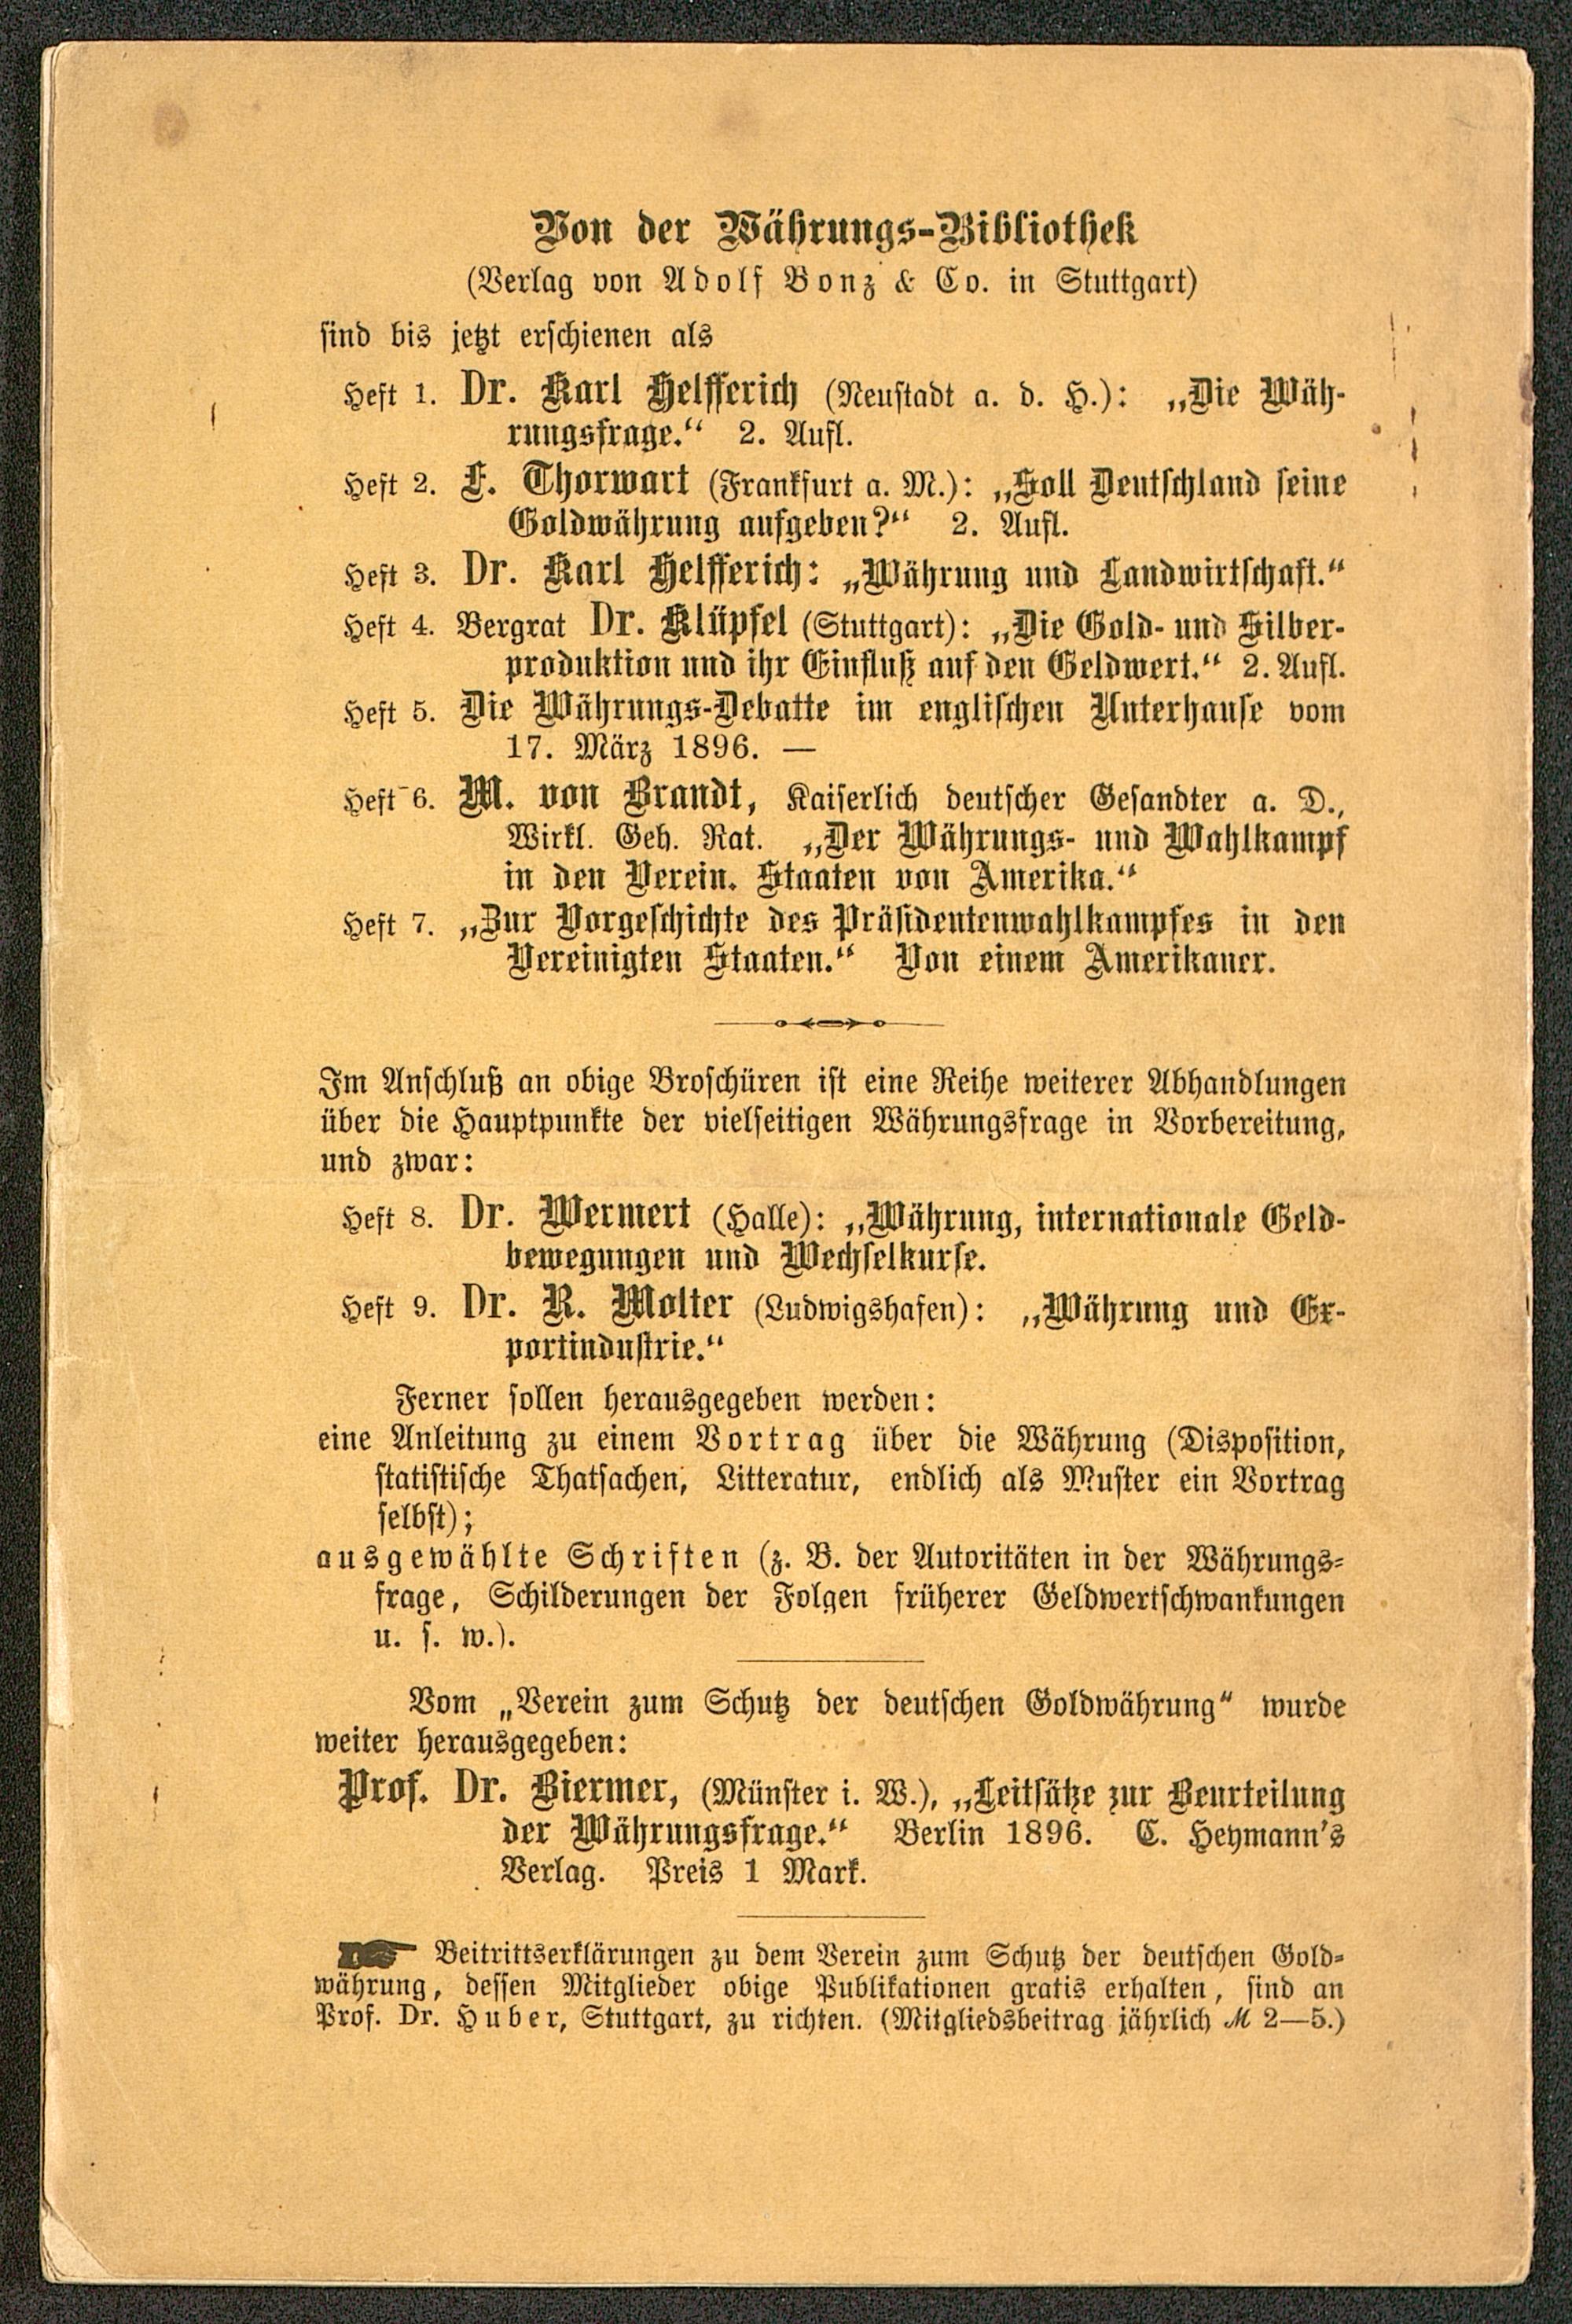 Von der Währungs-Bibliothek
(Verlag von Adolf Bonz & Co. in Stuttgart)
sind bis jetzt erschienen als
Heft 1. Dr. Karl Helfferich (Neustadt a. d. H.): „Die Wäh-
rungsfrage.“ 2. Aufl.
Heft 2. F. Thorwart (Frankfurt a. M.): „Soll Deutschland seine
Goldwährung aufgeben?“ 2. Aufl.
Heft 3. Dr. Karl Helfferich: „Währung und Landwirtschaft.“
Heft 4. Bergrat Dr. Klüpfel (Stuttgart): „Die Gold- und Silber-
produktion und ihr Einfluß auf den Geldwert.“ 2. Aufl.
Heft 5. Die Währungs-Debatte im englischen Unterhause vom
17. März 1896. —
Heft 6. M. von Brandt, Kaiserlich deutscher Gesandter a. D.,
Wirkl. Geh. Rat. „Der Währungs- und Wahlkampf
in den Verein. Staaten von Amerika.“
Heft 7. „Zur Vorgeschichte des Präsidentenwahlkampfes in den
Vereinigten Staaten.“ Von einem Amerikaner.
Im Anschluß an obige Broschüren ist eine Reihe weiterer Abhandlungen
über die Hauptpunkte der vielseitigen Währungsfrage in Vorbereitung,
und zwar:
Heft 8. Dr. Wermert (Halle): „Währung, internationale Geld-
bewegungen und Wechselkurse.
Heft 9. Dr. R. Molter (Ludwigshafen): „Währung und Ex-
portindustrie.“
Ferner sollen herausgegeben werden:
eine Anleitung zu einem Vortrag über die Währung (Disposition,
statistische Thatsachen, Litteratur, endlich als Muster ein Vortrag
selbst);
ausgewählte Schriften (z. B. der Autoritäten in der Währungs-
frage, Schilderungen der Folgen früherer Geldwertschwankungen
u. s. w.).
Vom „Verein zum Schutz der deutschen Goldwährung“ wurde
weiter herausgegeben:
Prof. Dr. Biermer, (Münster i. W.), „Leitsätze zur Beurteilung
der Währungsfrage.“ Berlin 1896. C. Heymann's
Verlag. Preis 1 Mark.
☛ Beitrittserklärungen zu dem Verein zum Schutz der deutschen Gold-
währung, dessen Mitglieder obige Publikationen gratis erhalten, sind an
Prof. Dr. Huber, Stuttgart, zu richten. (Mitgliedsbeitrag jährlich M 2—5.)